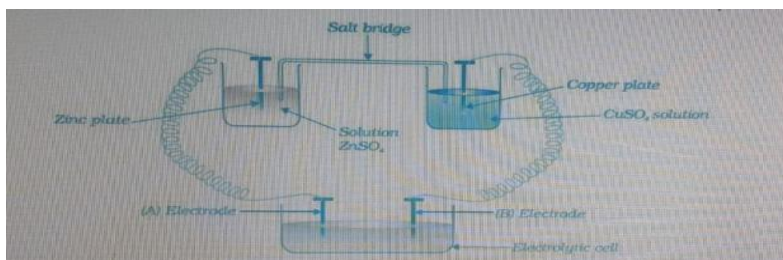 Salt bridge
Copper plate
Zinc plate
CuSO₄ solution
Solution
ZnSO₄
(A) Electrode
(B) Electrode
Electrolytic cell